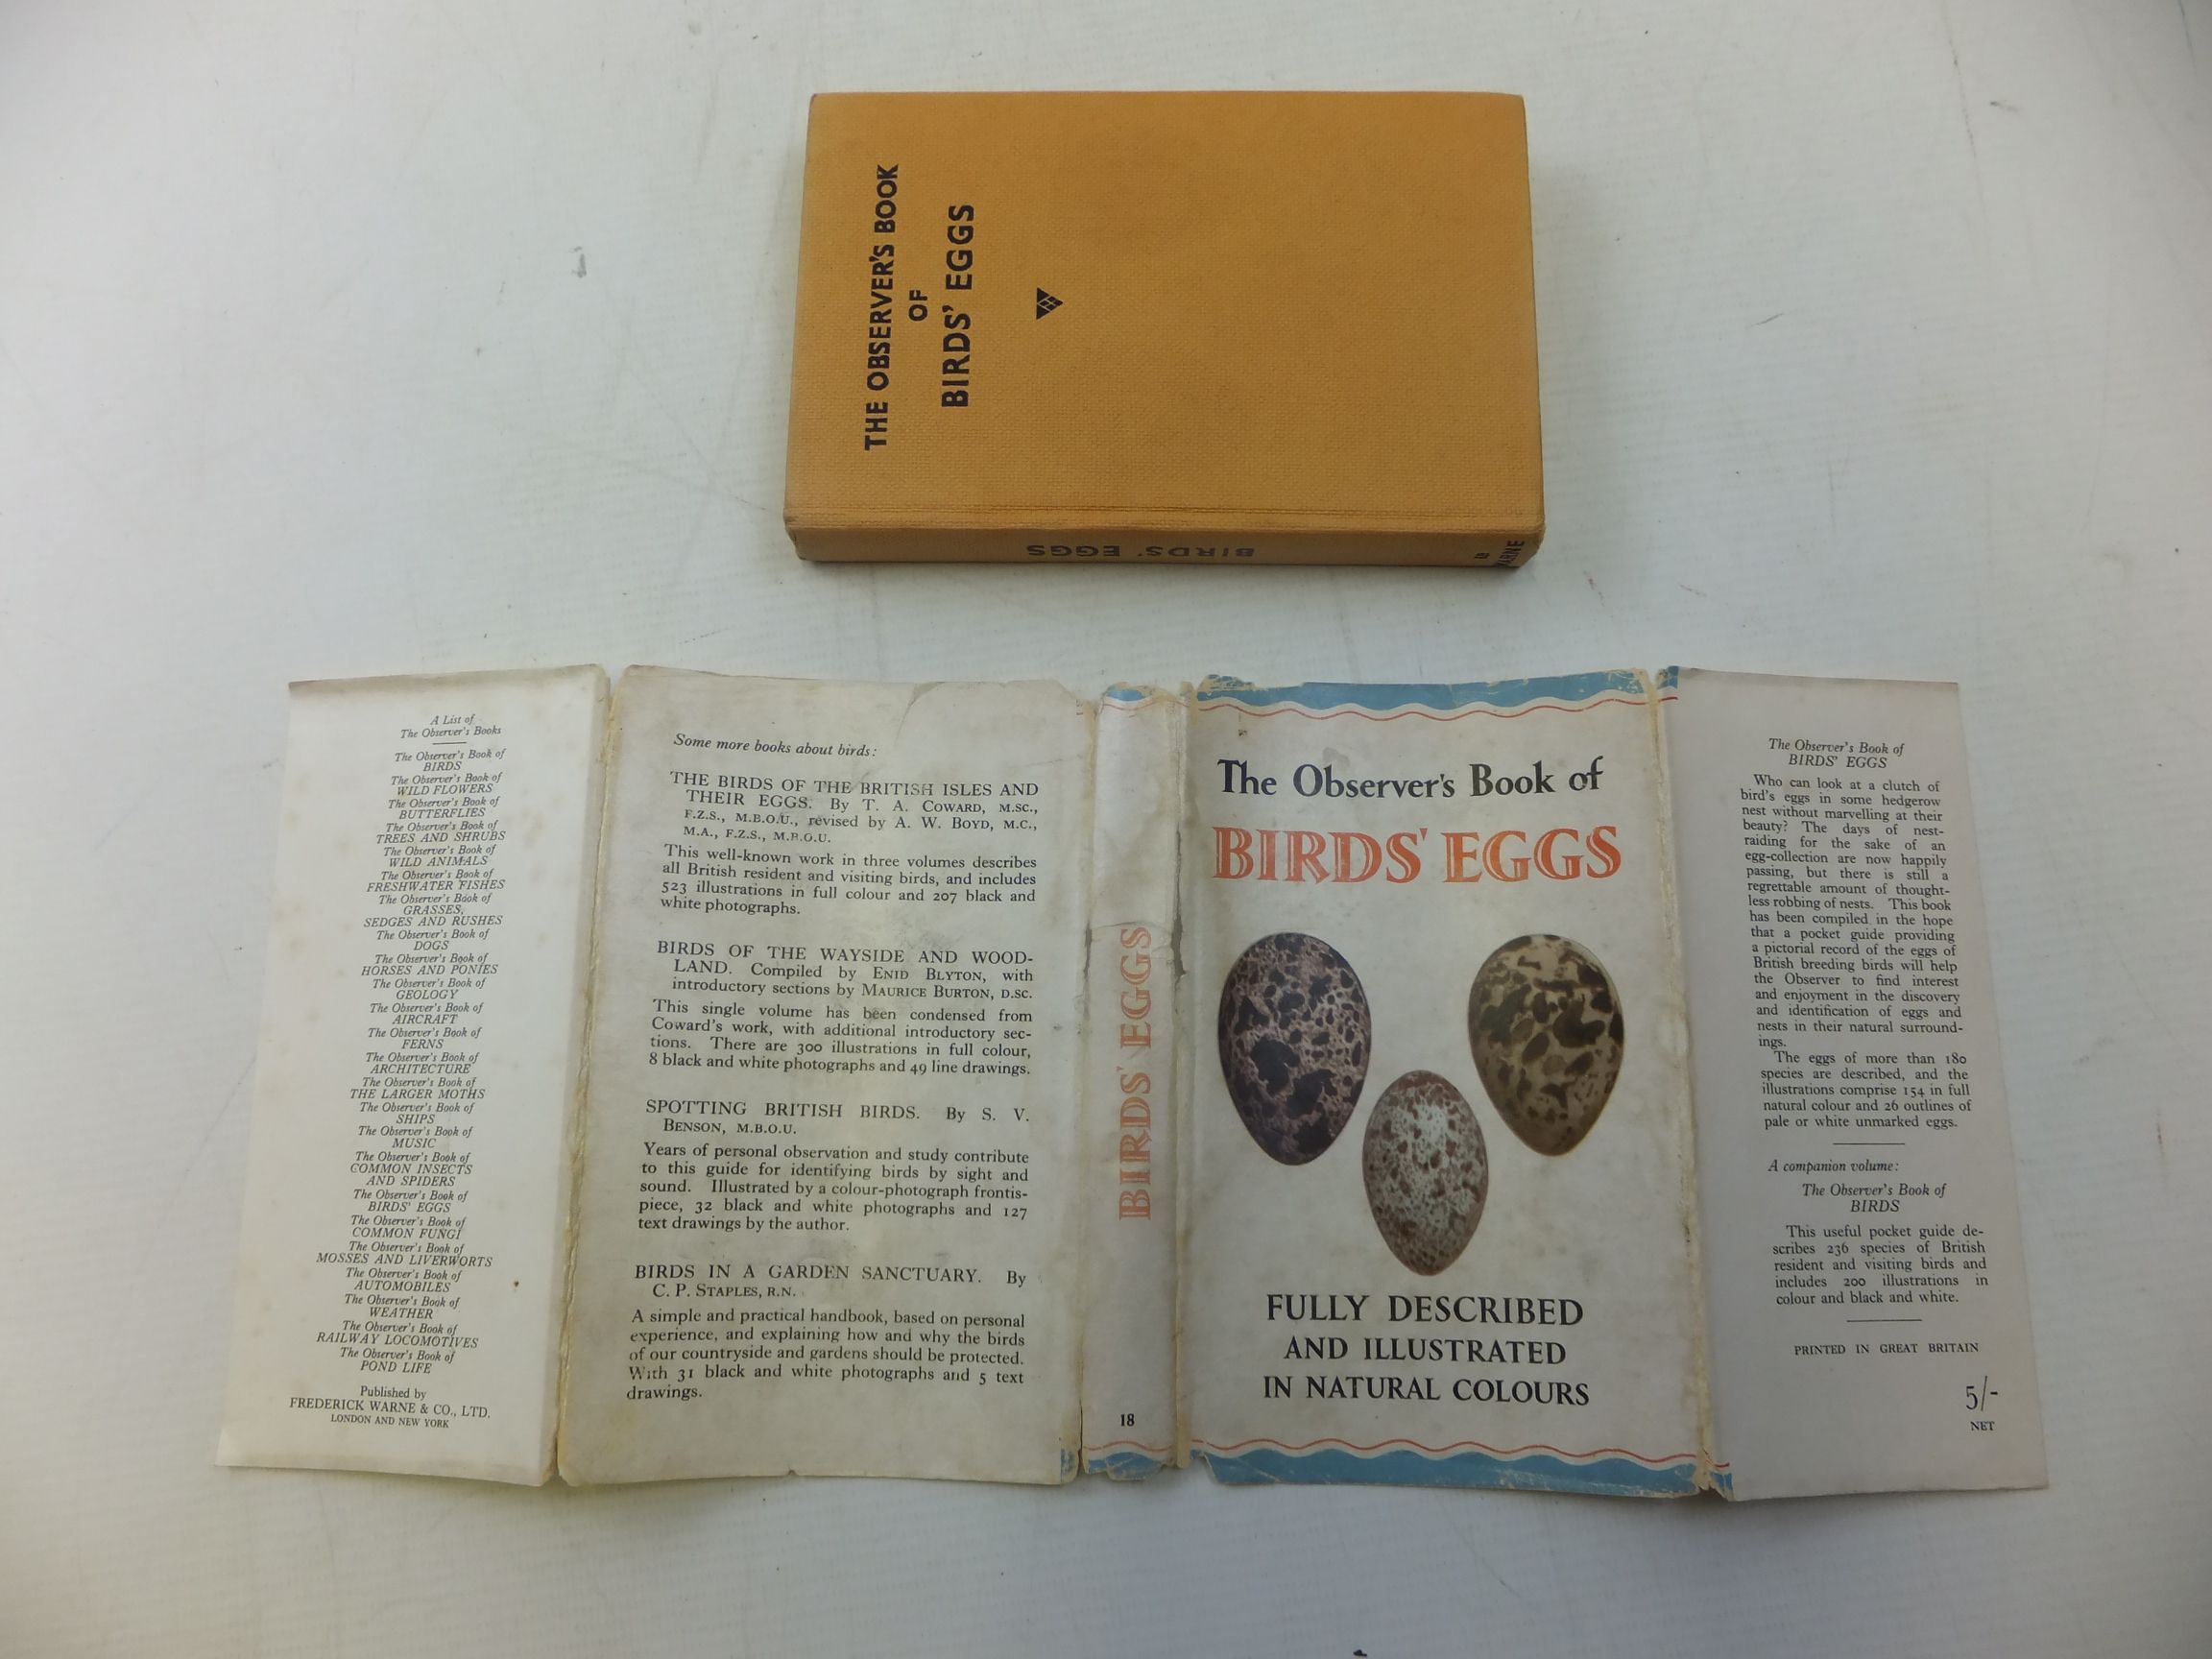 THE OBSERVER'S BOOK
OF
BIRDS' EGGS
BIRDS' EGGS
18
A List of
The Observer's Books
The Observer's Book of
BIRDS
The Observer's Book of
WILD FLOWERS
The Observer's Book of
BUTTERFLIES
The Observer's Book of
TREES AND SHRUBS
The Observer's Book of
WILD ANIMALS
The Observer's Book of
FRESHWATER FISHES
The Observer's Book of
GRASSES,
SEDGES AND RUSHES
The Observer's Book of
DOGS
The Observer's Book of
HORSES AND PONIES
The Observer's Book of
GEOLOGY
The Observer's Book of
AIRCRAFT
The Observer's Book of
FERNS
The Observer's Book of
ARCHITECTURE
The Observer's Book of
THE LARGER MOTHS
The Observer's Book of
SHIPS
The Observer's Book of
MUSIC
The Observer's Book of
COMMON INSECTS
AND SPIDERS
The Observer's Book of
BIRDS' EGGS
The Observer's Book of
COMMON FUNGI
The Observer's Book of
MOSSES AND LIVERWORTS
The Observer's Book of
AUTOMOBILES
The Observer's Book of
WEATHER
The Observer's Book of
RAILWAY LOCOMOTIVES
The Observer's Book of
POND LIFE
Published by
FREDERICK WARNE & CO., LTD.
LONDON AND NEW YORK
Some more books about birds:
THE BIRDS OF THE BRITISH ISLES AND
THEIR EGGS. By T. A. COWARD, M.SC.,
F.Z.S., M.B.O.U., revised by A. W. BOYD, M.C.,
M.A., F.Z.S., M.B.O.U.
This well-known work in three volumes describes
all British resident and visiting birds, and includes
523 illustrations in full colour and 207 black and
white photographs.
BIRDS OF THE WAYSIDE AND WOOD-
LAND. Compiled by ENID BLYTON, with
introductory sections by MAURICE BURTON, D.SC.
This single volume has been condensed from
Coward's work, with additional introductory sec-
tions. There are 300 illustrations in full colour,
8 black and white photographs and 49 line drawings.
SPOTTING BRITISH BIRDS. By S. V.
BENSON, M.B.O.U.
Years of personal observation and study contribute
to this guide for identifying birds by sight and
sound. Illustrated by a colour-photograph frontis-
piece, 32 black and white photographs and 127
text drawings by the author.
BIRDS IN A GARDEN SANCTUARY. By
C. P. STAPLES, R.N.
A simple and practical handbook, based on personal
experience, and explaining how and why the birds
of our countryside and gardens should be protected.
With 31 black and white photographs and 5 text
drawings.
BIRDS' EGGS
18
The Observer's Book of
BIRDS' EGGS
FULLY DESCRIBED
AND ILLUSTRATED
IN NATURAL COLOURS
The Observer's Book of
BIRDS' EGGS
Who can look at a clutch of
bird's eggs in some hedgerow
nest without marvelling at their
beauty? The days of nest-
raiding for the sake of an
egg-collection are now happily
passing, but there is still a
regrettable amount of thought-
less robbing of nests. This book
has been compiled in the hope
that a pocket guide providing
a pictorial record of the eggs of
British breeding birds will help
the Observer to find interest
and enjoyment in the discovery
and identification of eggs and
nests in their natural surround-
ings.
The eggs of more than 180
species are described, and the
illustrations comprise 154 in full
natural colour and 26 outlines of
pale or white unmarked eggs.
A companion volume:
The Observer's Book of
BIRDS
This useful pocket guide de-
scribes 236 species of British
resident and visiting birds and
includes 200 illustrations in
colour and black and white.
PRINTED IN GREAT BRITAIN
5/-
NET